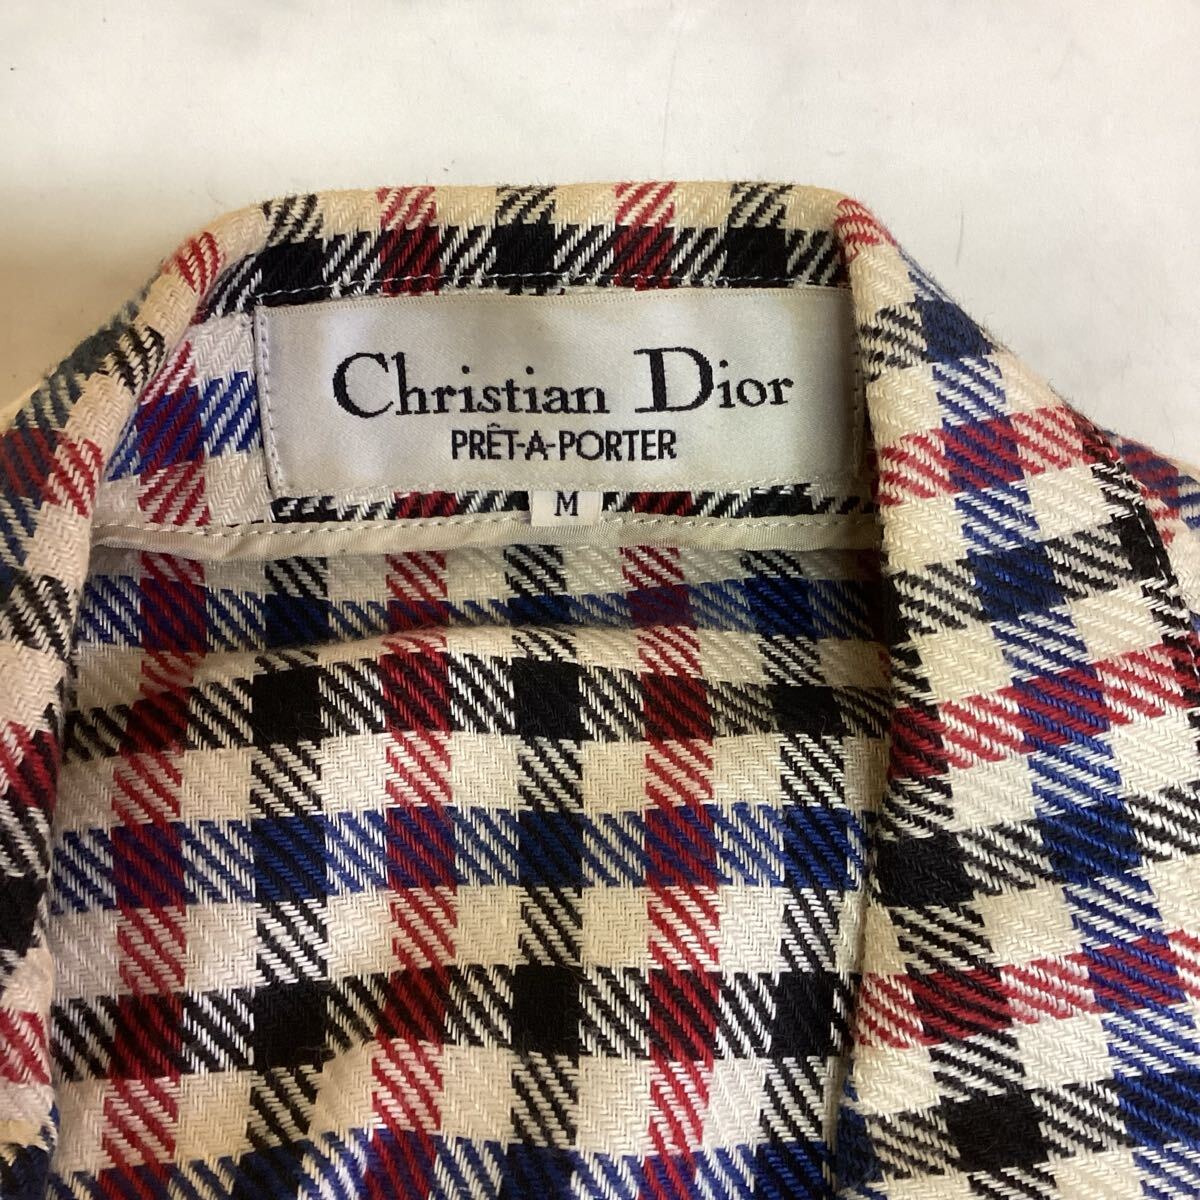 Christian Dior
PRÊT-A-PORTER
M